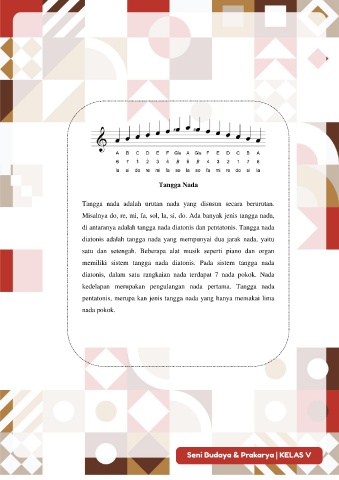 A B C D E F Gis A Gis F E D C B A
6 7 1 2 3 4 5 6 5 4 3 2 1 7 6
la si do re mi fa so la so fa mi re do si la
Tangga Nada
Tangga nada adalah urutan nada yang disusun secara berurutan.
Misalnya do, re, mi, fa, sol, la, si, do. Ada banyak jenis tangga nada,
di antaranya adalah tangga nada diatonis dan pentatonis. Tangga nada
diatonis adalah tangga nada yang mempunyai dua jarak nada, yaitu
satu dan setengah. Beberapa alat musik seperti piano dan organ
memiliki sistem tangga nada diatonis. Pada sistem tangga nada
diatonis, dalam satu rangkaian nada terdapat 7 nada pokok. Nada
kedelapan merupakan pengulangan nada pertama. Tangga nada
pentatonis, merupa kan jenis tangga nada yang hanya memakai lima
nada pokok.
Seni Budaya & Prakarya | KELAS V